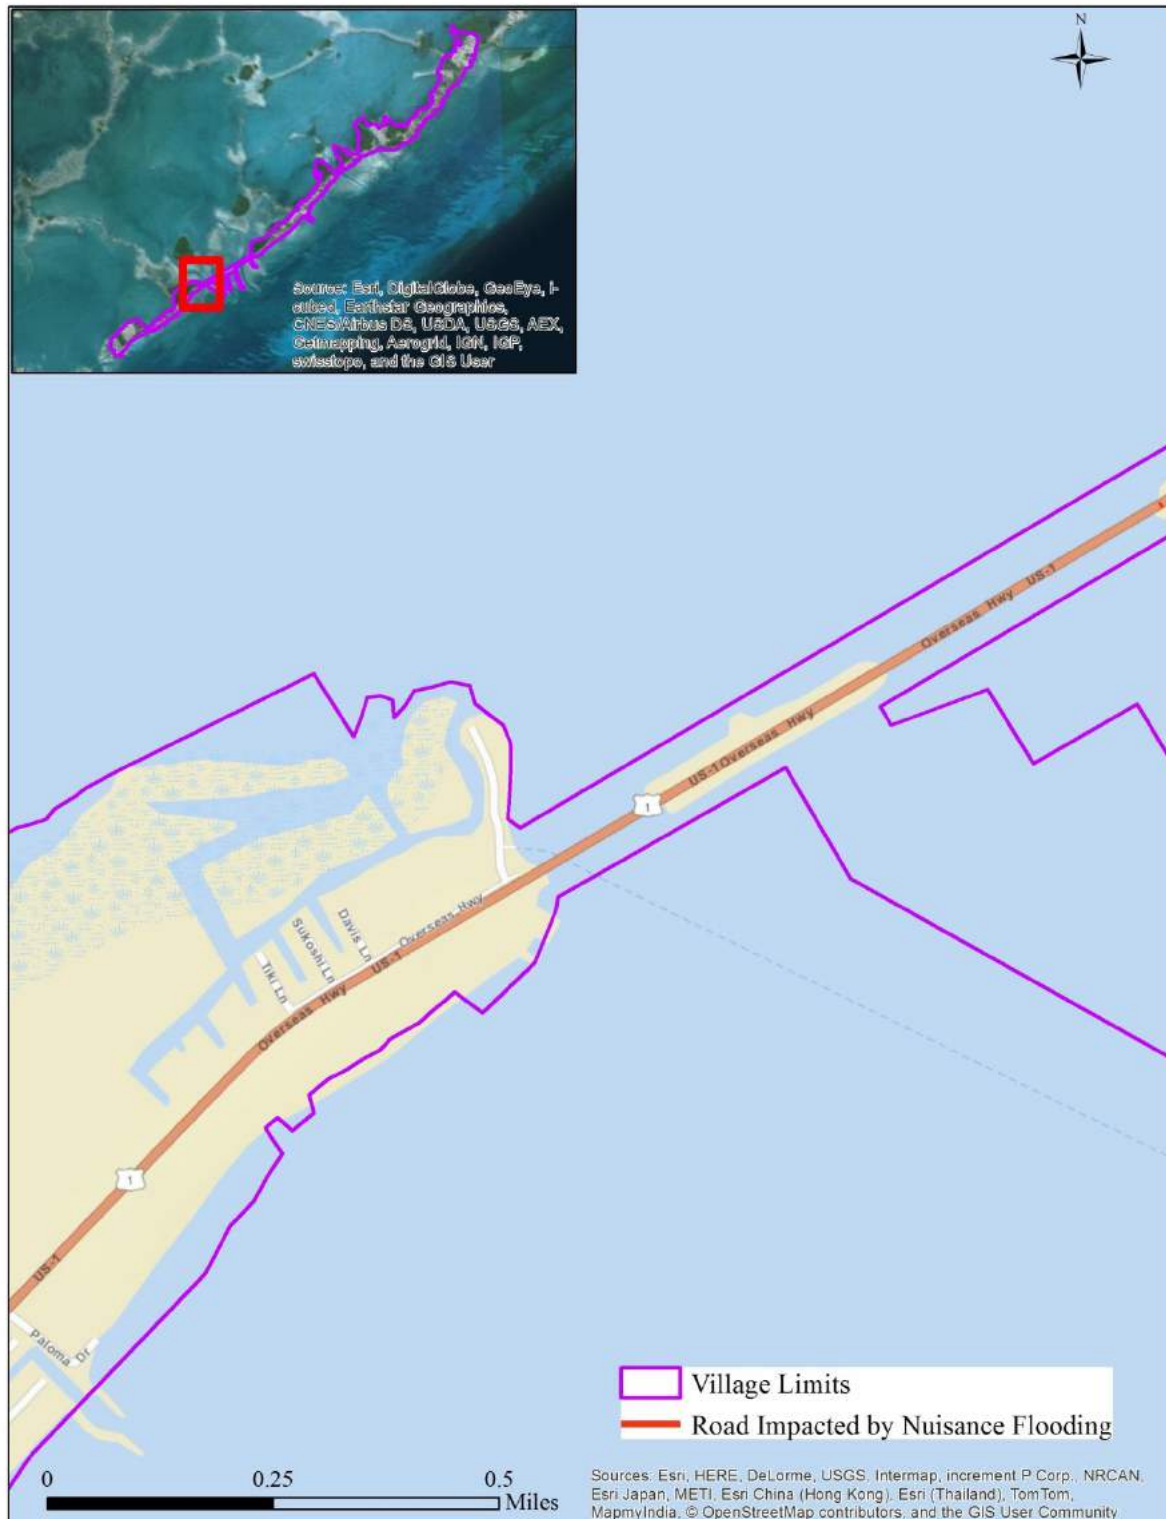 N
Source: Esri, DigitalGlobe, GeoEye, i-
cubed, Earthstar Geographics,
CNES/Airbus DS, USDA, USGS, AEX,
Getmapping, Aerogrid, IGN, IGP,
swisstopo, and the GIS User
Overseas Hwy US-1
US-1 Overseas Hwy
1
Overseas Hwy
US-1
Davis Ln
Sukoshi Ln
Tiki Ln
Overseas Hwy
1
US-1
Paloma Dr
Village Limits
Road Impacted by Nuisance Flooding
0 0.25 0.5
Miles
Sources: Esri, HERE, DeLorme, USGS, Intermap, increment P Corp., NRCAN,
Esri Japan, METI, Esri China (Hong Kong), Esri (Thailand), TomTom,
MapmyIndia, © OpenStreetMap contributors, and the GIS User Community